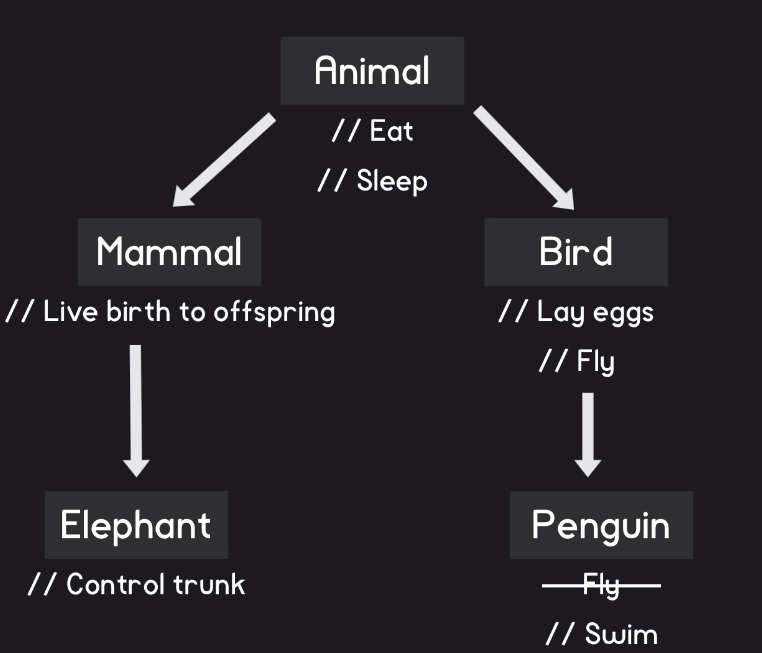 Animal
// Eat
// Sleep
Mammal
Bird
// Live birth to offspring
// Lay eggs
// Fly
Elephant
Penguin
// Control trunk
Fly
// Swim